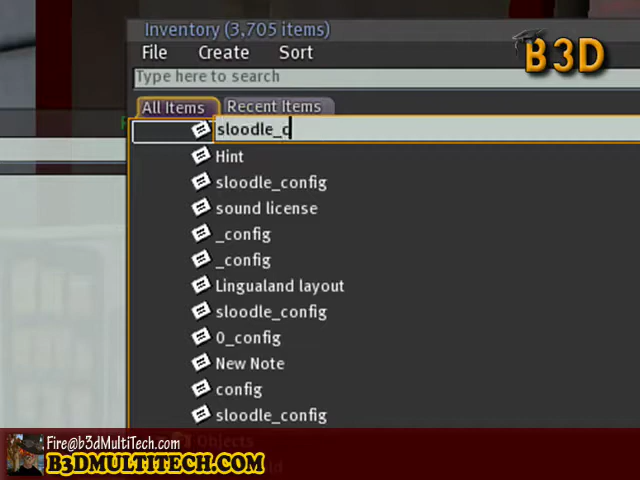 Inventory (3,705 items)
B3D
File Create Sort
Type here to search
All Items Recent Items
sloodle_c
Hint
sloodle_config
sound license
_config
_config
Lingualand layout
sloodle_config
0_config
New Note
config
sloodle_config
Objects
Fire@b3dMultiTech.com
B3DMULTITECH.COM